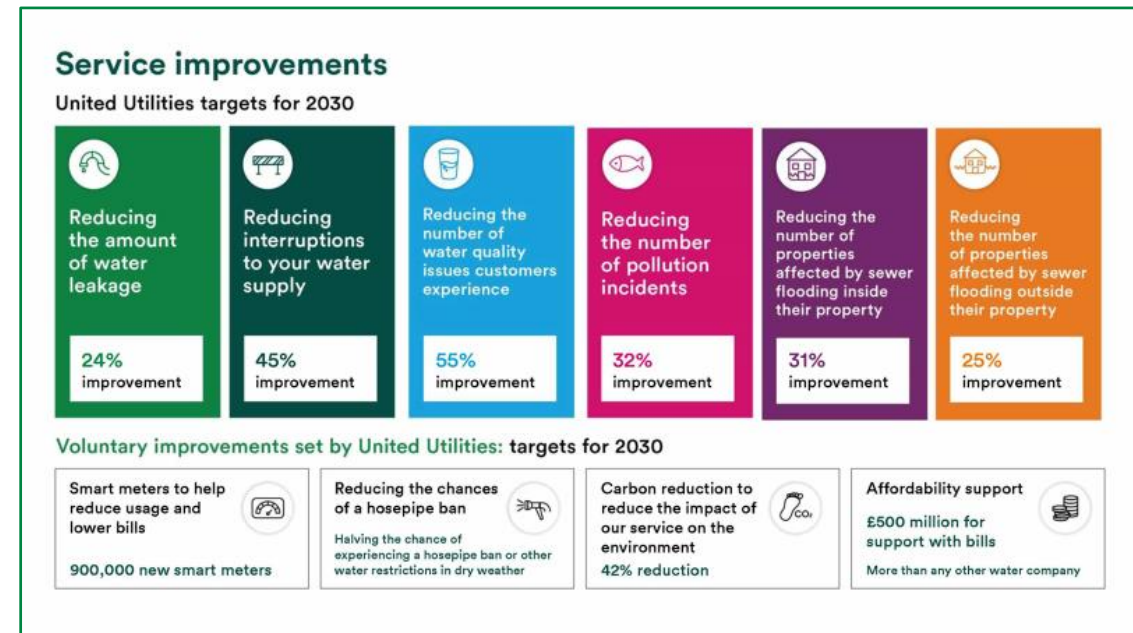 Service improvements
United Utilities targets for 2030
Reducing
the amount
of water
leakage
24%
improvement
Reducing
interruptions
to your water
supply
45%
improvement
Reducing the
number of
water quality
issues customers
experience
55%
improvement
Reducing
the number
of pollution
incidents
32%
improvement
Reducing the
number of
properties
affected by sewer
flooding inside
their property
31%
improvement
Reducing
the number
of properties
affected by sewer
flooding outside
their property
25%
improvement
Voluntary improvements set by United Utilities: targets for 2030
Smart meters to help
reduce usage and
lower bills
900,000 new smart meters
Reducing the chances
of a hosepipe ban
Halving the chance of
experiencing a hosepipe ban or other
water restrictions in dry weather
Carbon reduction to
reduce the impact of
our service on the
environment
42% reduction
CO₂
Affordability support
£500 million for
support with bills
More than any other water company